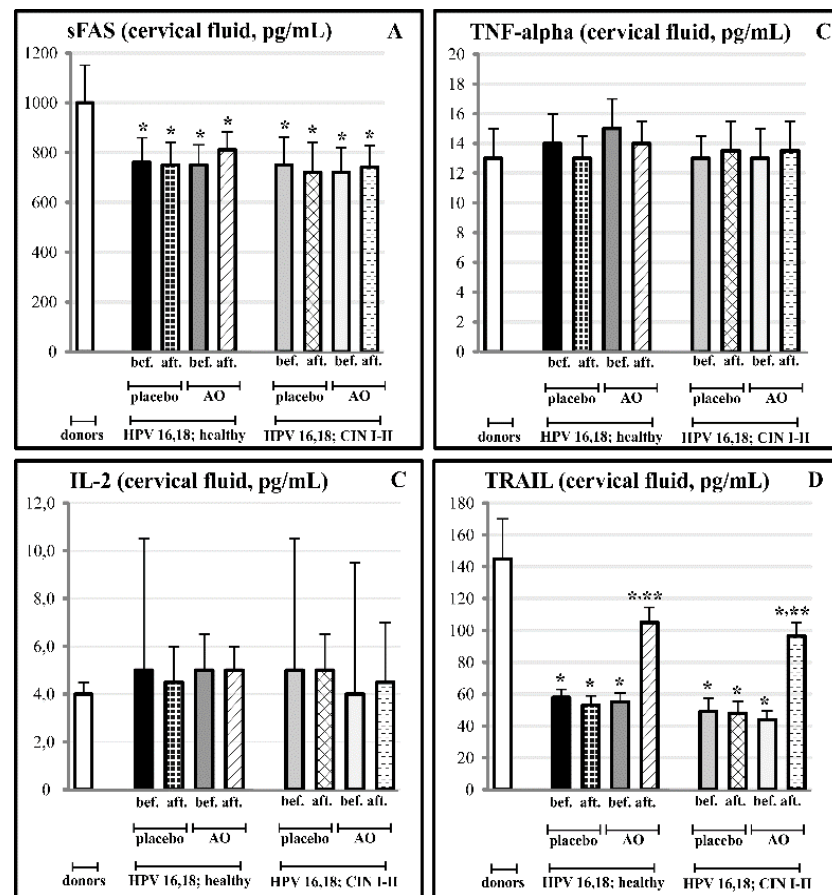 sFAS (cervical fluid, pg/mL) A
1200
1000
800
600
400
200
0
* * * * * * * *
bef. aft. bef. aft. bef. aft. bef. aft.
placebo AO placebo AO
donors HPV 16,18; healthy HPV 16,18; CIN I-II
TNF-alpha (cervical fluid, pg/mL) C
20
18
16
14
12
10
8
6
4
2
0
bef. aft. bef. aft. bef. aft. bef. aft.
placebo AO placebo AO
donors HPV 16,18; healthy HPV 16,18; CIN I-II
IL-2 (cervical fluid, pg/mL) C
12,0
10,0
8,0
6,0
4,0
2,0
0
bef. aft. bef. aft. bef. aft. bef. aft.
placebo AO placebo AO
donors HPV 16,18; healthy HPV 16,18; CIN I-II
TRAIL (cervical fluid, pg/mL) D
180
160
140
120
100
80
60
40
20
0
* * * *,** * * * *,**
bef. aft. bef. aft. bef. aft. bef. aft.
placebo AO placebo AO
donors HPV 16,18; healthy HPV 16,18; CIN I-II